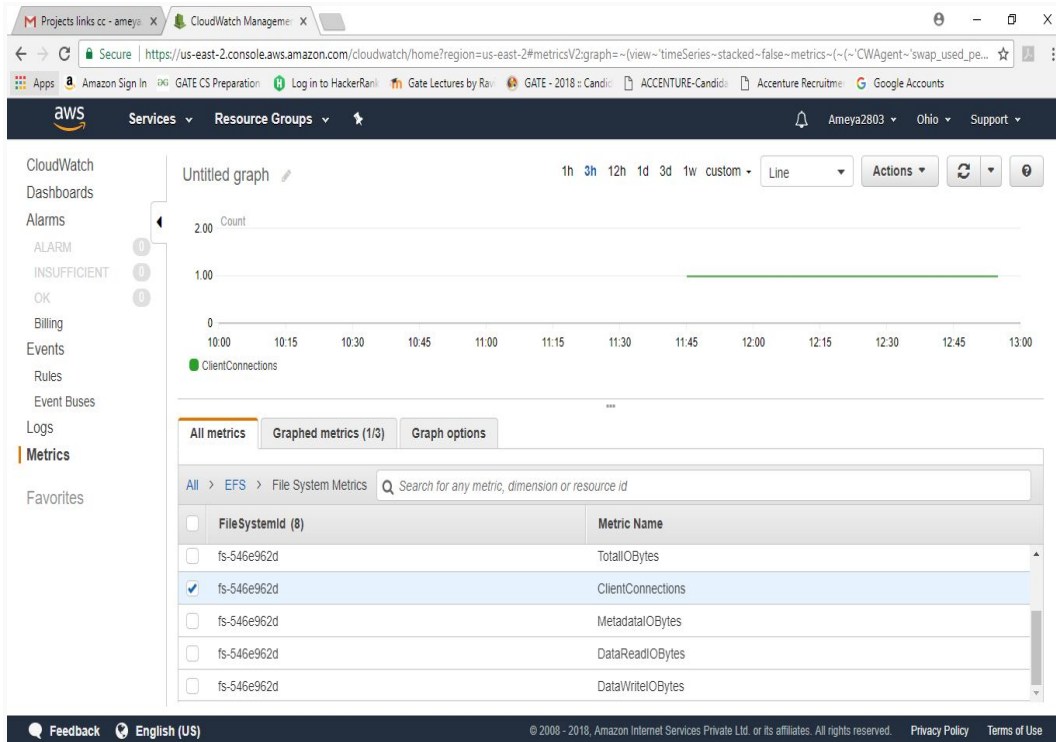 Projects links cc - ameya. X
CloudWatch Manageme X
Secure | https://us-east-2.console.aws.amazon.com/cloudwatch/home?region=us-east-2#metricsV2:graph=~(view~'timeSeries~stacked~false~metrics~(~(~'CWAgent~'swap_used_pe...
Apps Amazon Sign In GATE CS Preparation Log in to HackerRank Gate Lectures by Rav GATE - 2018 :: Candid ACCENTURE-Candida Accenture Recruitme Google Accounts
aws Services Resource Groups Ameya2803 Ohio Support
CloudWatch
Dashboards
Alarms
ALARM 0
INSUFFICIENT 0
OK 0
Billing
Events
Rules
Event Buses
Logs
Metrics
Favorites
Untitled graph 1h 3h 12h 1d 3d 1w custom Line Actions
Count
2.00
1.00
0
10:00 10:15 10:30 10:45 11:00 11:15 11:30 11:45 12:00 12:15 12:30 12:45 13:00
ClientConnections
All metrics Graphed metrics (1/3) Graph options
All > EFS > File System Metrics Search for any metric, dimension or resource id
FileSystemId (8) Metric Name
fs-546e962d TotalIOBytes
fs-546e962d ClientConnections
fs-546e962d MetadataIOBytes
fs-546e962d DataReadIOBytes
fs-546e962d DataWriteIOBytes
Feedback English (US) © 2008 - 2018, Amazon Internet Services Private Ltd. or its affiliates. All rights reserved. Privacy Policy Terms of Use